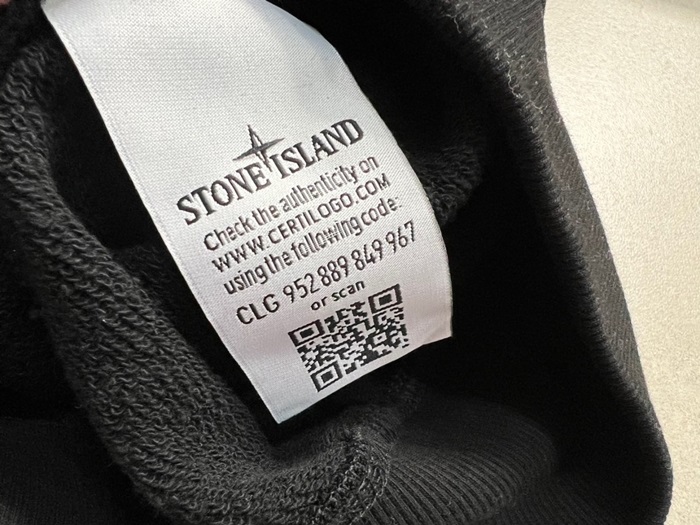 STONE ISLAND
Check the authenticity on
WWW.CERTILOGO.COM
using the following code:
CLG 952 889 849 967
or scan